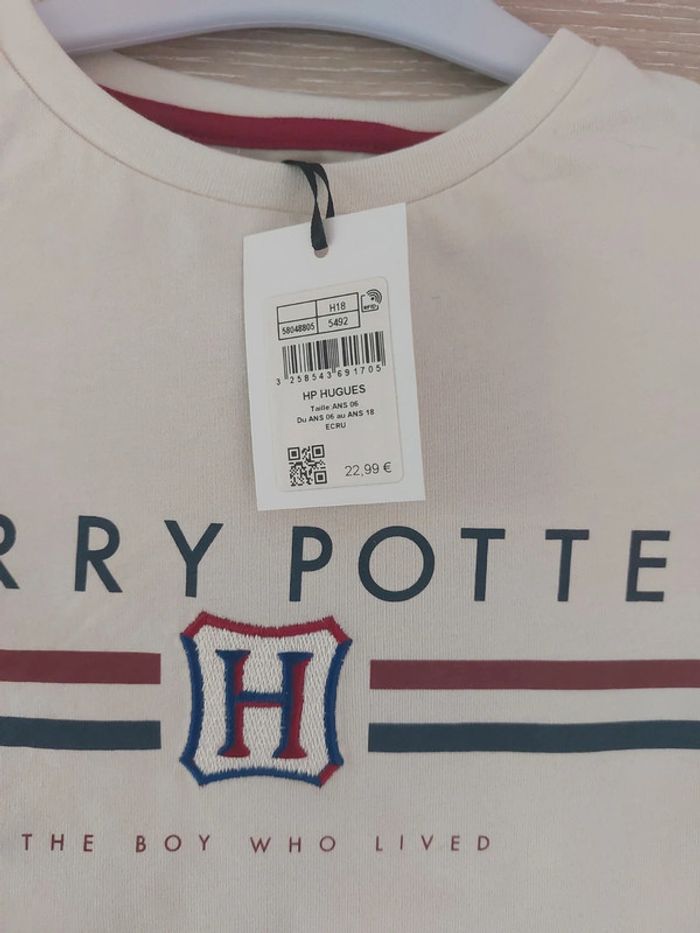 H18
RFID
58048805 5492
3 258543 691705
HP HUGUES
Taille:ANS 06
Du ANS 06 au ANS 18
ECRU
22,99 €
RRY POTTE
H
THE BOY WHO LIVED